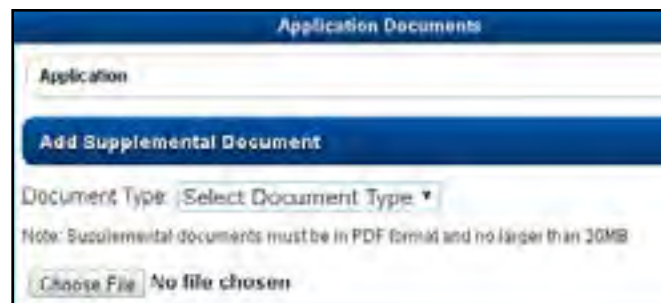 Application Documents
Application
Add Supplemental Document
Document Type: Select Document Type
Note: Supplemental documents must be in PDF format and no larger than 30MB
Choose File No file chosen